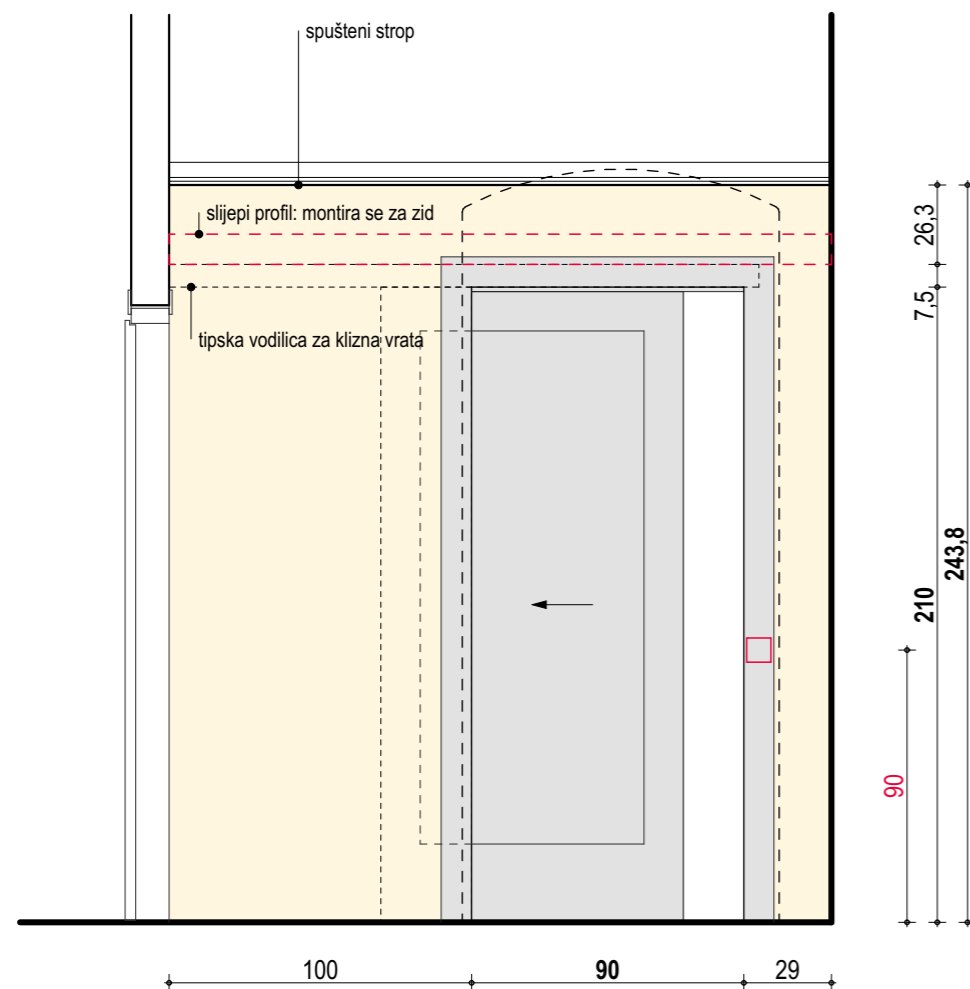 spušteni strop
slijepi profil: montira se za zid
tipska vodilica za klizna vrata
26,3
7,5
243,8
210
90
100
90
29